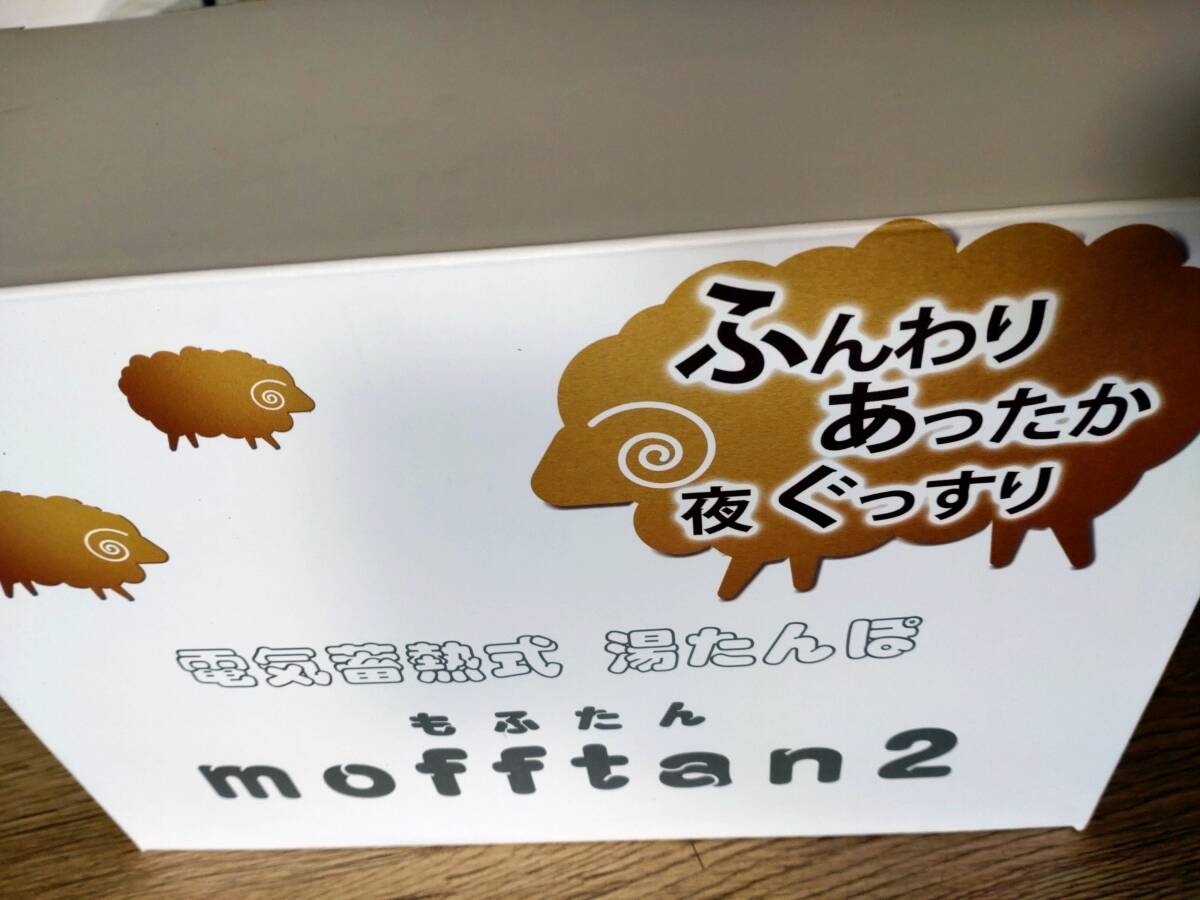 ふんわり
あったか
夜ぐっすり
電気蓄熱式 湯たんぽ
もふたん
mofftan2